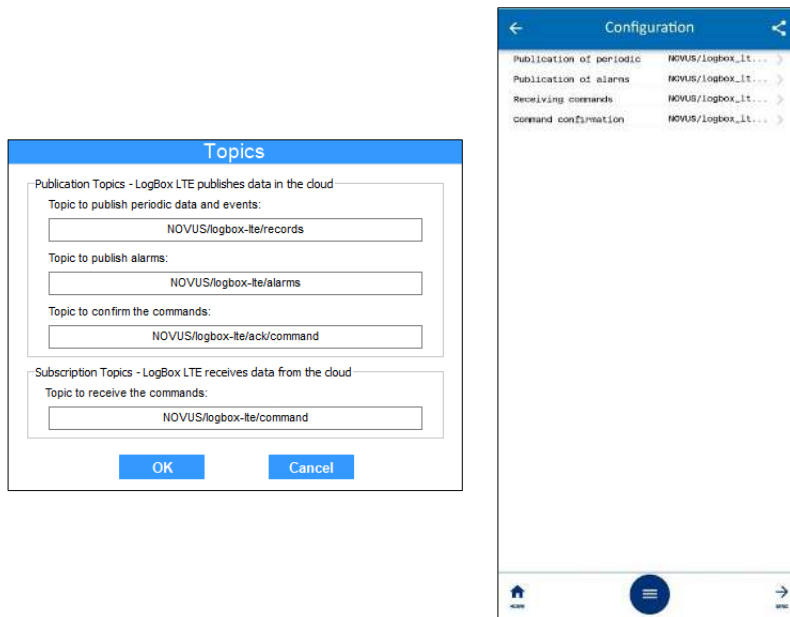 Topics
Publication Topics - LogBox LTE publishes data in the cloud
Topic to publish periodic data and events:
NOVUS/logbox-lte/records
Topic to publish alarms:
NOVUS/logbox-lte/alarms
Topic to confirm the commands:
NOVUS/logbox-lte/ack/command
Subscription Topics - LogBox LTE receives data from the cloud
Topic to receive the commands:
NOVUS/logbox-lte/command
OK Cancel
Configuration
Publication of periodic NOVUS/logbox_lt...
Publication of alarms NOVUS/logbox_lt...
Receiving commands NOVUS/logbox_lt...
Command confirmation NOVUS/logbox_lt...
HOME SEND